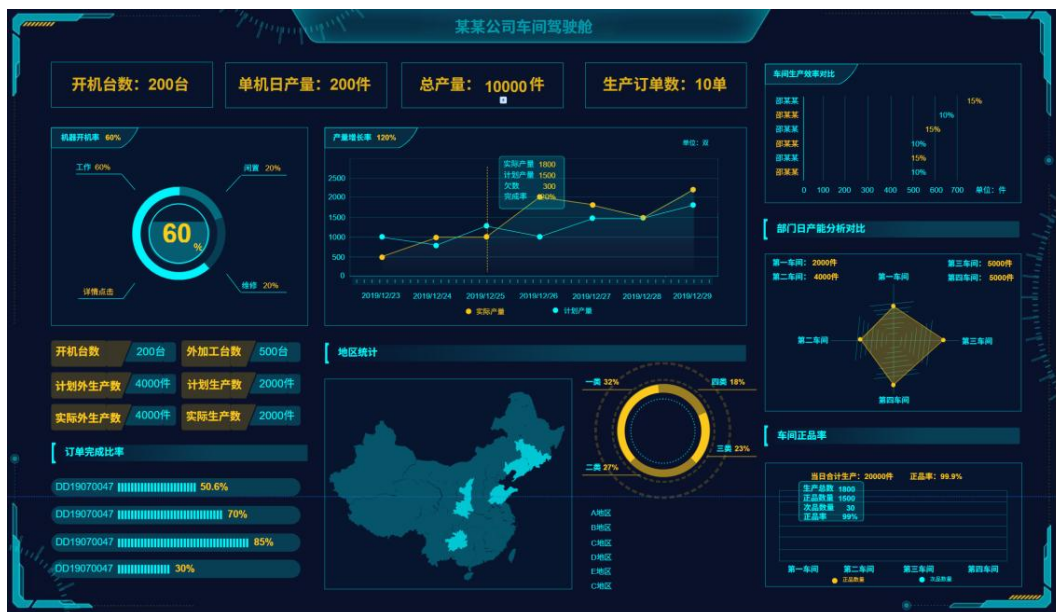 某某公司车间驾驶舱
开机台数：200台
单机日产量：200件
总产量：10000件
生产订单数：10单
机器开机率 60%
工作 60%
闲置 20%
60%
详情点击
维修 20%
产量增长率 120%
单位：双
实际产量 1800
计划产量 1500
欠数 300
完成率
2500
2000
1500
1000
500
0
2019/12/23 2019/12/24 2019/12/25 2019/12/26 2019/12/27 2019/12/28 2019/12/29
实际产量 计划产量
车间生产效率对比
邵某某 15%
邵某某 10%
邵某某 15%
邵某某 10%
邵某某 15%
邵某某 10%
0 100 200 300 400 500 600 700 单位：件
部门日产能分析对比
第一车间：2000件 第三车间：5000件
第二车间：4000件 第四车间：5000件
第一车间
第二车间
第三车间
第四车间
开机台数 200台 外加工台数 500台
计划外生产数 4000件 计划生产数 2000件
实际外生产数 4000件 实际生产数 2000件
订单完成比率
DD19070047 50.6%
DD19070047 70%
DD19070047 85%
DD19070047 30%
地区统计
一类 32%
四类 18%
三类 23%
二类 27%
A地区
B地区
C地区
D地区
E地区
C地区
车间正品率
当日合计生产：20000件 正品率：99.9%
生产总数 1800
正品数量 1500
次品数量 30
正品率 99%
第一车间 第二车间 第三车间 第四车间
正品数量 次品数量